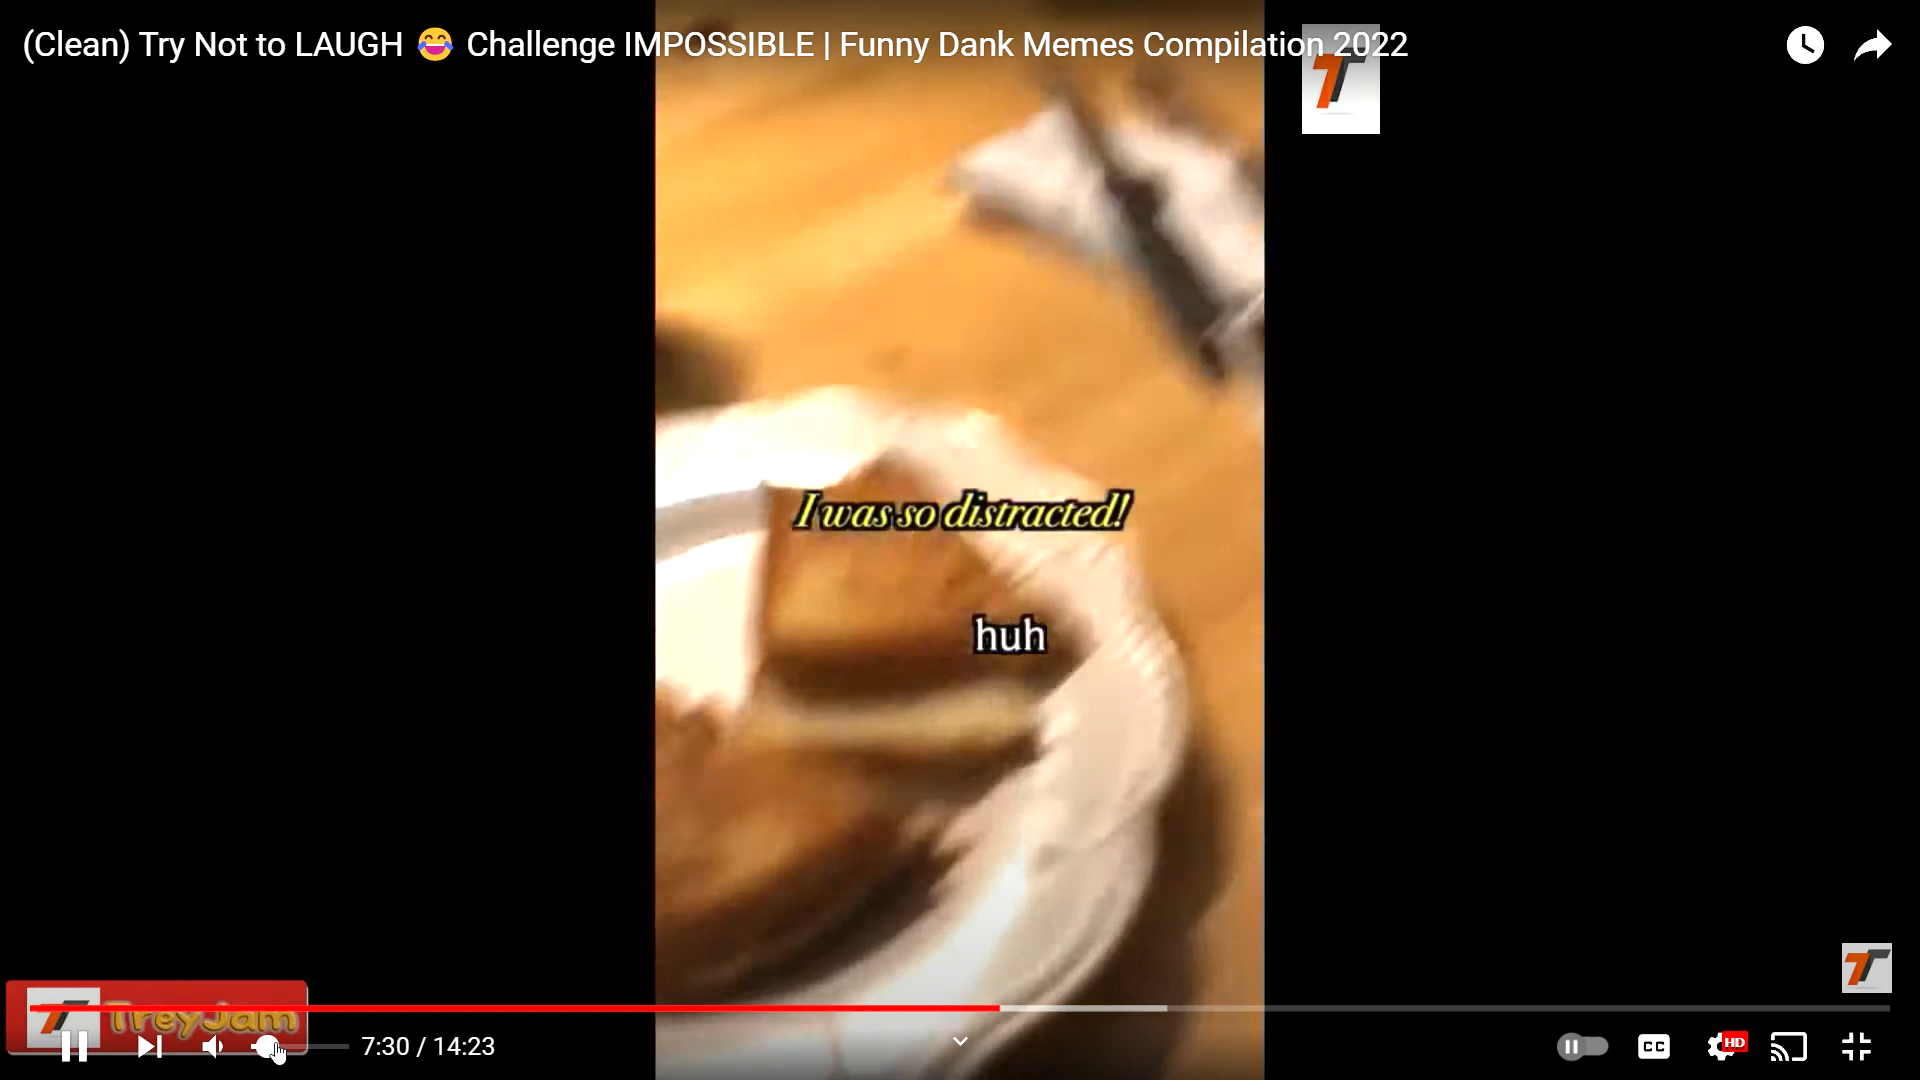 (Clean) Try Not to LAUGH 😂 Challenge IMPOSSIBLE | Funny Dank Memes Compilation 2022
I was so distracted!
huh
TreyJam
7:30 / 14:23
CC
HD